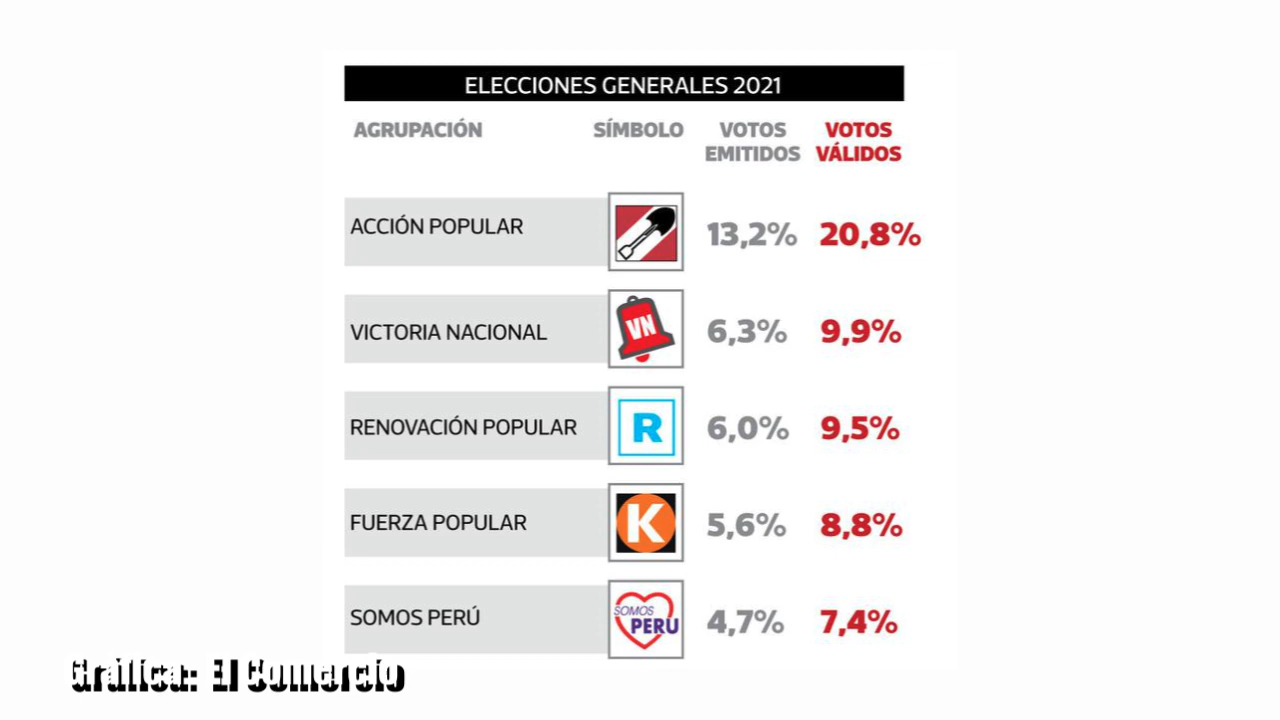 ELECCIONES GENERALES 2021
AGRUPACIÓN SÍMBOLO VOTOS EMITIDOS VOTOS VÁLIDOS
ACCIÓN POPULAR 13,2% 20,8%
VICTORIA NACIONAL VN 6,3% 9,9%
RENOVACIÓN POPULAR R 6,0% 9,5%
FUERZA POPULAR K 5,6% 8,8%
SOMOS PERÚ SOMOS PERU 4,7% 7,4%
Gráfica: El Comercio